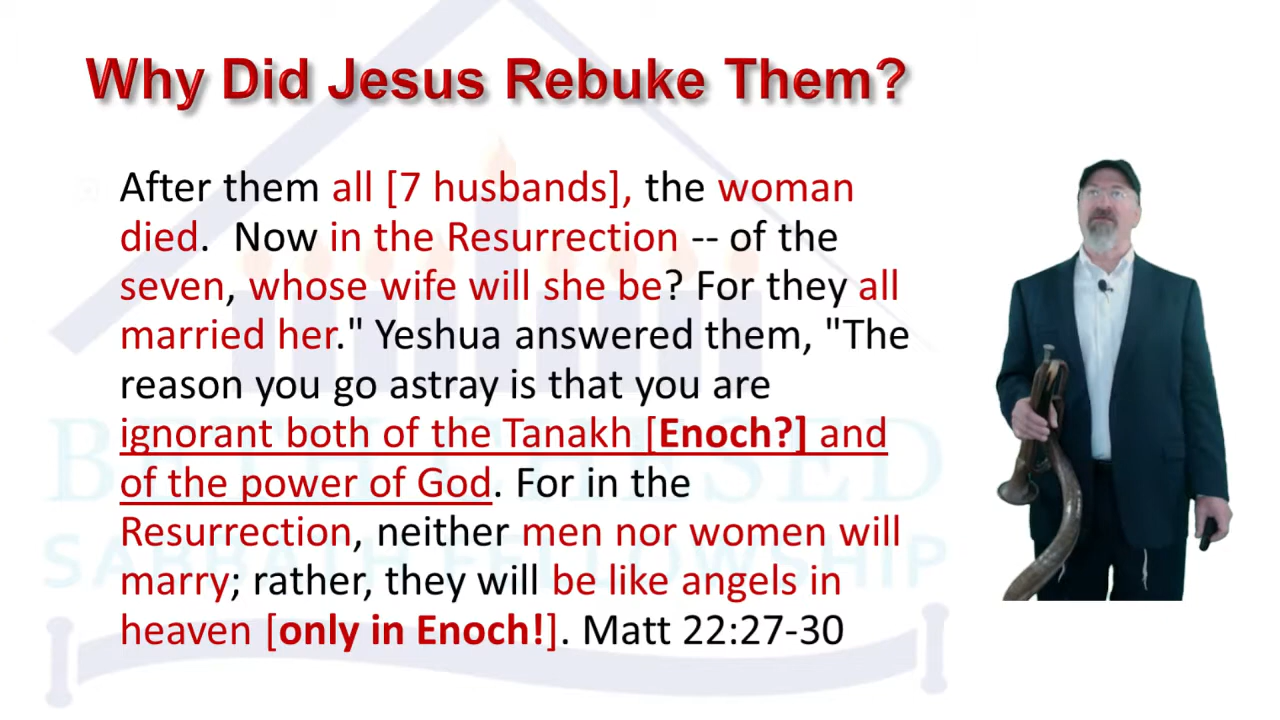 Why Did Jesus Rebuke Them?
After them all [7 husbands], the woman
died.  Now in the Resurrection -- of the
seven, whose wife will she be? For they all
married her." Yeshua answered them, "The
reason you go astray is that you are
ignorant both of the Tanakh [Enoch?] and
of the power of God. For in the
Resurrection, neither men nor women will
marry; rather, they will be like angels in
heaven [only in Enoch!]. Matt 22:27-30
SABBATH FELLOWSHIP